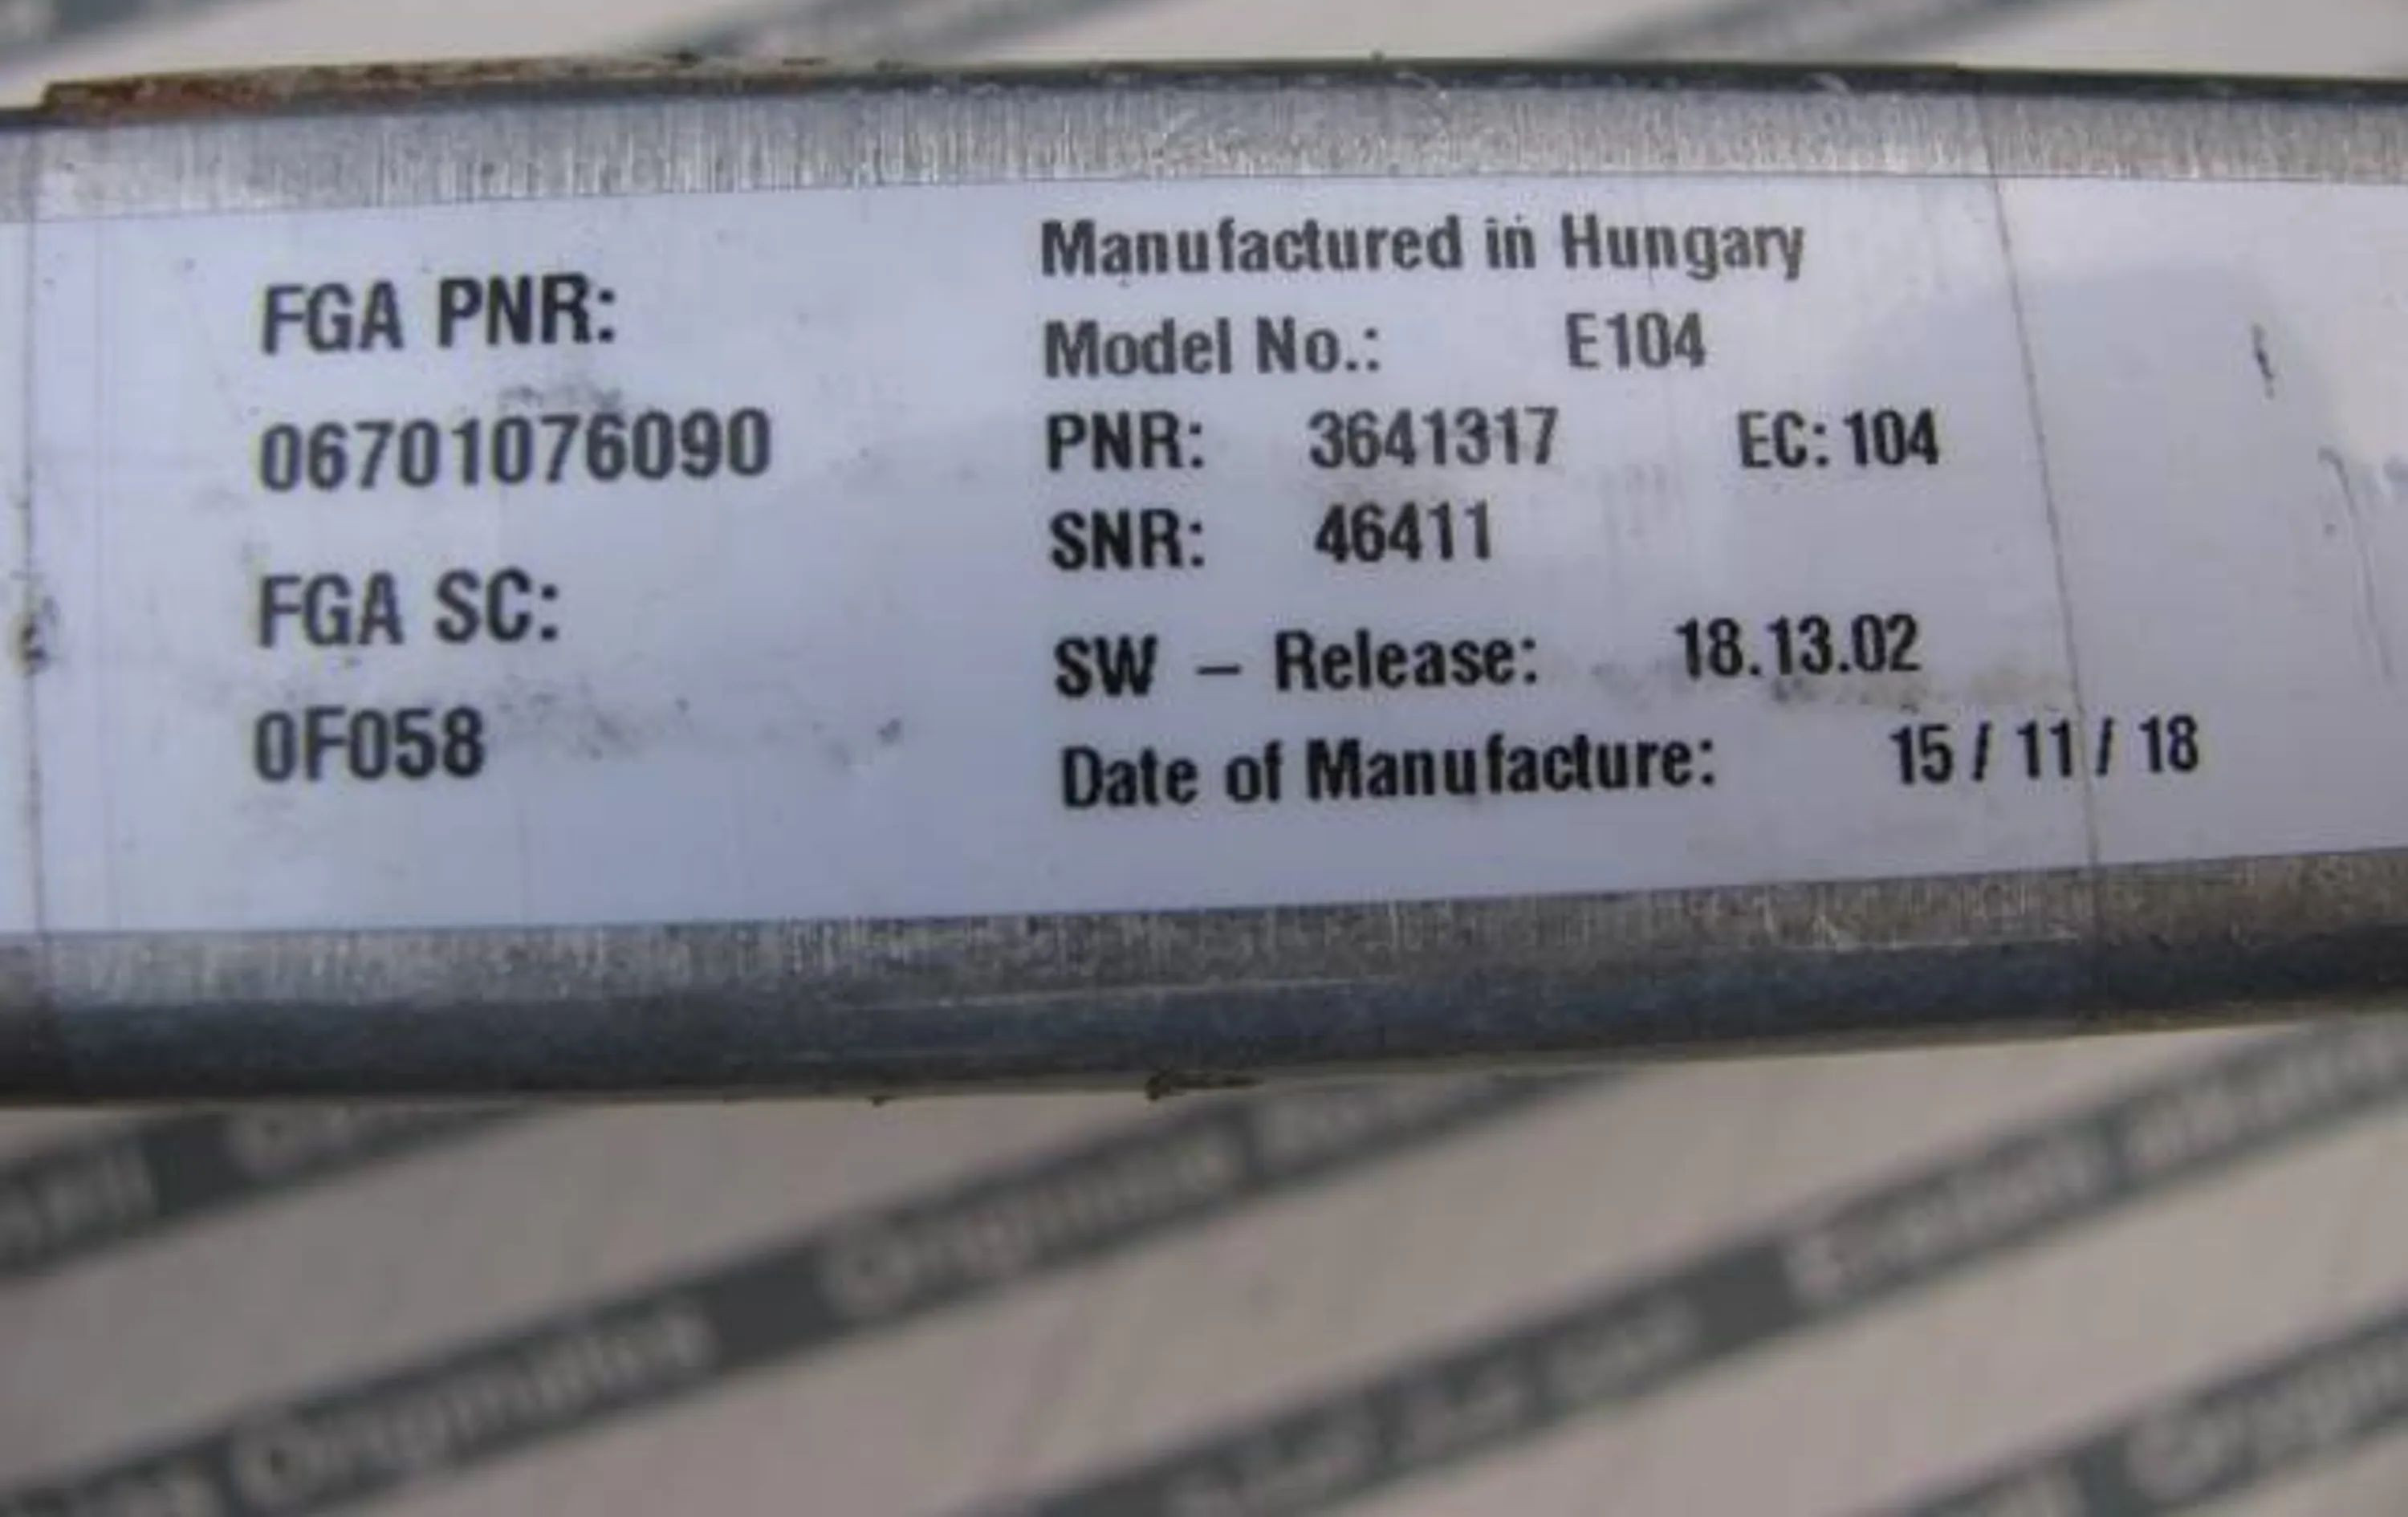 FGA PNR:
06701076090
FGA SC:
0F058
Manufactured in Hungary
Model No.: E104
PNR: 3641317 EC: 104
SNR: 46411
SW – Release: 18.13.02
Date of Manufacture: 15 / 11 / 18